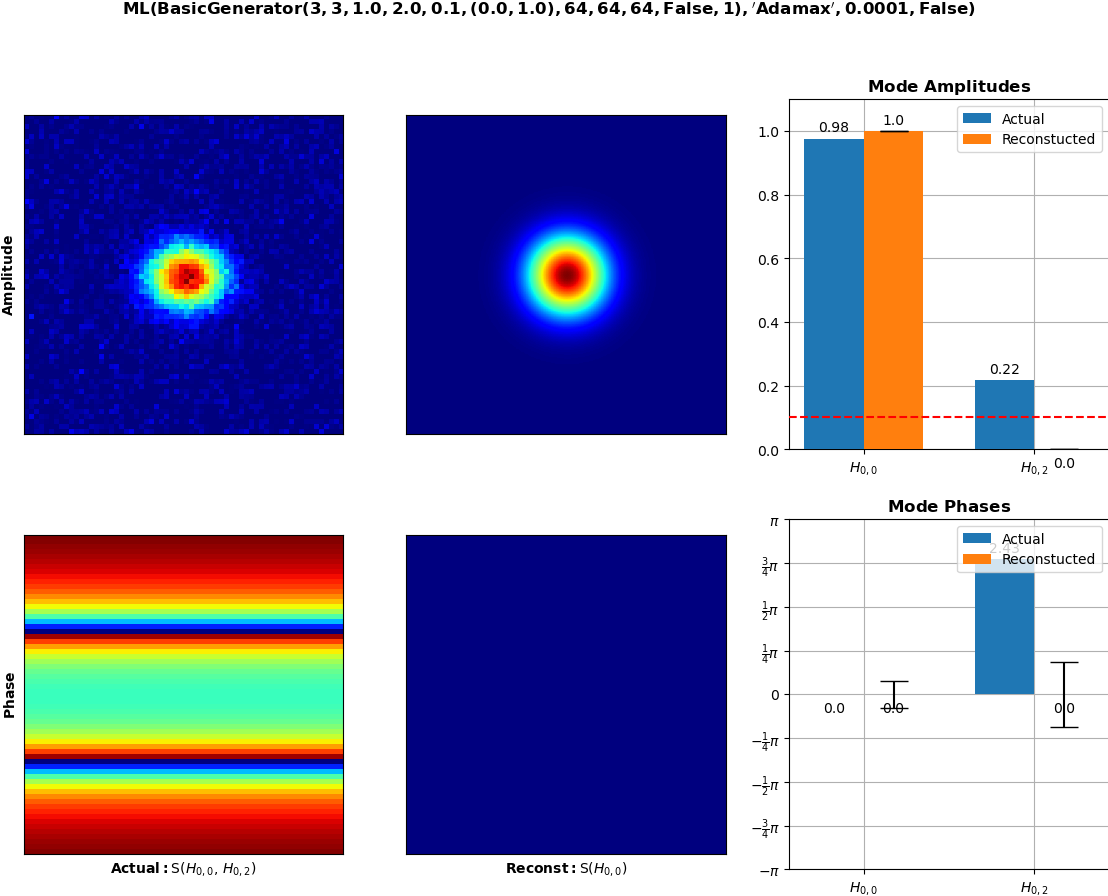 ML(BasicGenerator(3, 3, 1.0, 2.0, 0.1, (0.0, 1.0), 64, 64, 64, False, 1), 'Adamax', 0.0001, False)
Amplitude
Mode Amplitudes
Actual
Reconstucted
0.98
1.0
0.22
0.0
1.0
0.8
0.6
0.4
0.2
0.0
H0,0
H0,2
Phase
Actual: S(H0,0, H0,2)
Reconst: S(H0,0)
Mode Phases
Actual
Reconstucted
2.43
0.0
0.0
0.0
π
3/4π
1/2π
1/4π
0
−1/4π
−1/2π
−3/4π
−π
H0,0
H0,2